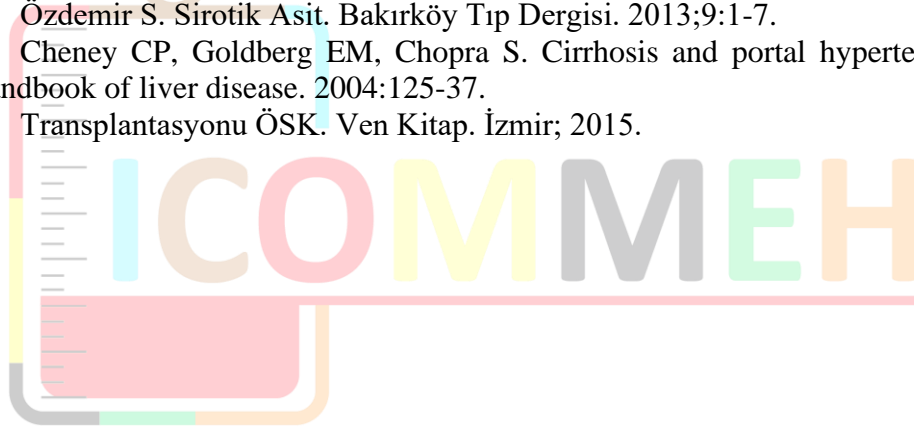 Özdemir S. Sirotik Asit. Bakırköy Tıp Dergisi. 2013;9:1-7.
Cheney CP, Goldberg EM, Chopra S. Cirrhosis and portal hyperte
ndbook of liver disease. 2004:125-37.
Transplantasyonu ÖSK. Ven Kitap. İzmir; 2015.
ICOMMEH